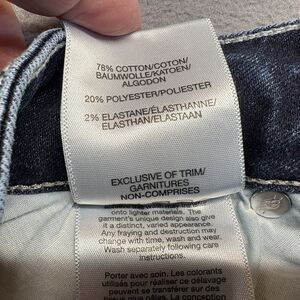 78% COTTON/COTON/
BAUMWOLLE/KATOEN/
ALGODON
20% POLYESTER/POLIESTER
2% ELASTANE/ÉLASTHANNE/
ELASTHAN/ELASTAAN
EXCLUSIVE OF TRIM/
GARNITURES
NON-COMPRISES
onto lighter materials. The
garment's unique design also give
it a distinct, varied appearance.
Any fraying and destruction may
change with time, wash and wear.
Wash separately following care
instructions.
Porter avec soin. Les colorants
utilisés pour réaliser ce délavage
peuvent se transférer sur des